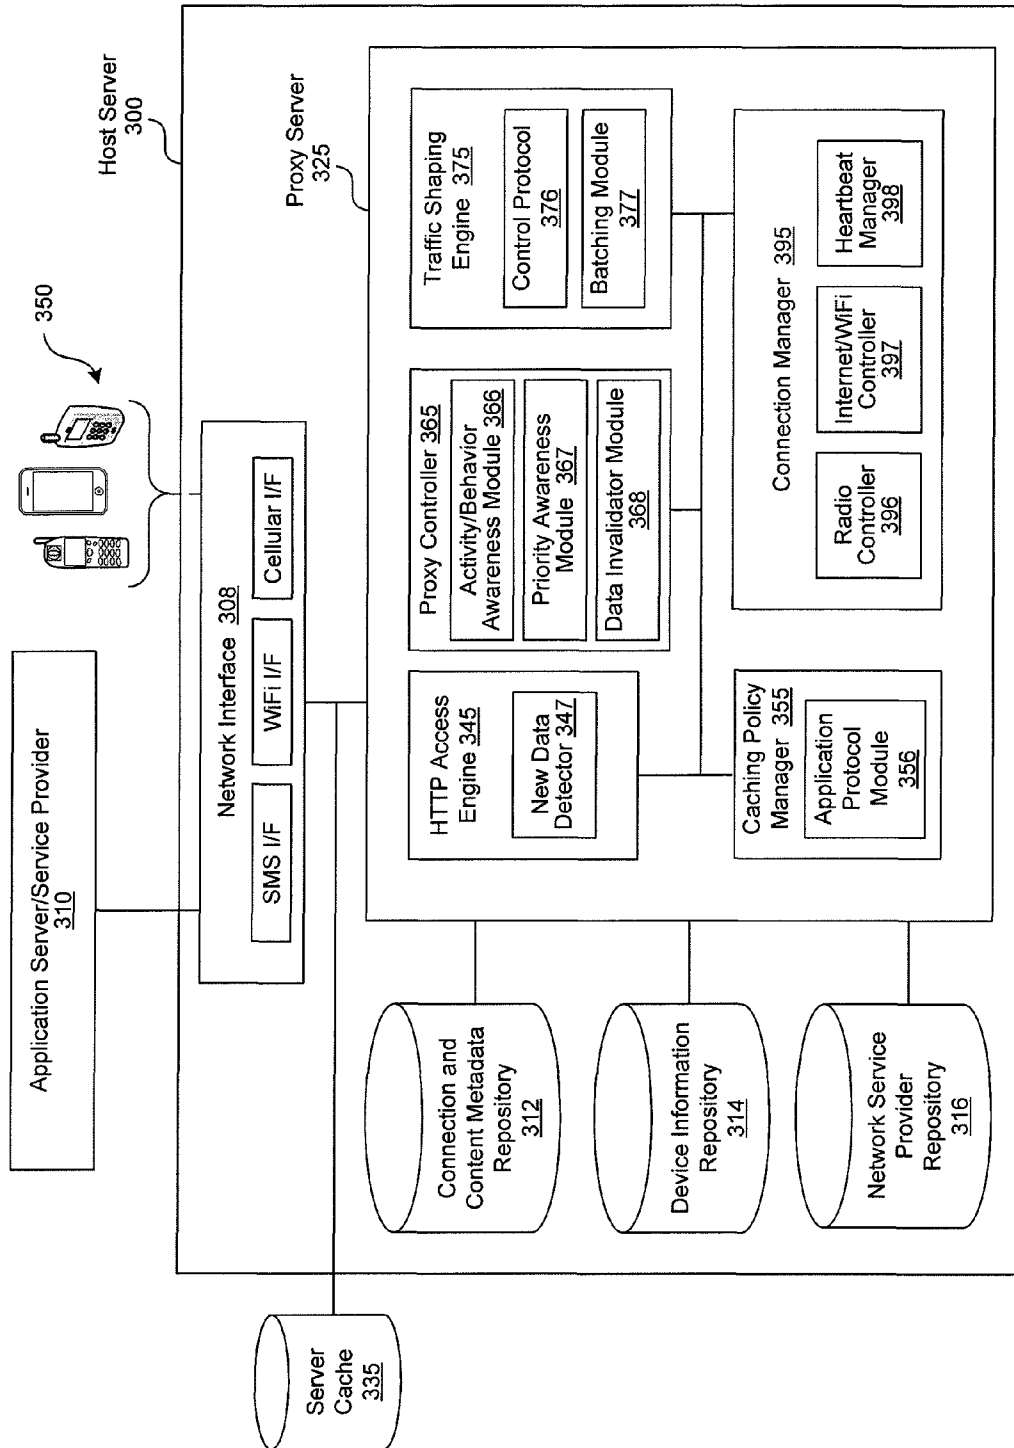 Host Server
300
Proxy Server
325
350
Application Server/Service Provider
310
Network Interface 308
SMS I/F
WiFi I/F
Cellular I/F
Server
Cache
335
Connection and
Content Metadata
Repository
312
Device Information
Repository
314
Network Service
Provider
Repository
316
HTTP Access
Engine 345
New Data
Detector 347
Proxy Controller 365
Activity/Behavior
Awareness Module 366
Priority Awareness
Module 367
Data Invalidator Module
368
Traffic Shaping
Engine 375
Control Protocol
376
Batching Module
377
Caching Policy
Manager 355
Application
Protocol
Module
356
Connection Manager 395
Radio
Controller
396
Internet/WiFi
Controller
397
Heartbeat
Manager
398